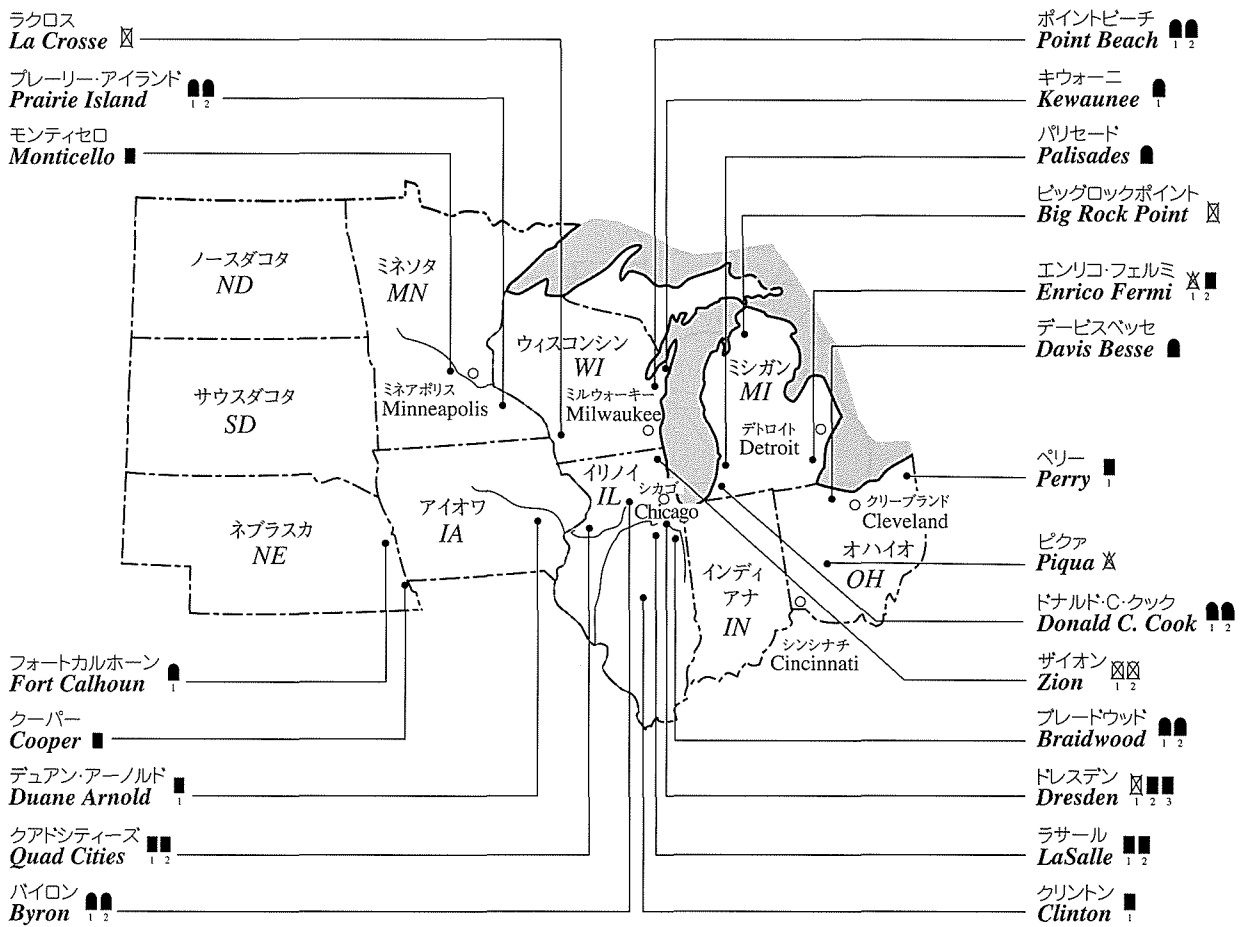 ラクロス
La Crosse
プレーリー・アイランド
Prairie Island
1 2
モンティセロ
Monticello
ポイントビーチ
Point Beach
1 2
キウォーニ
Kewaunee
1
パリセード
Palisades
ビッグロックポイント
Big Rock Point
エンリコ・フェルミ
Enrico Fermi
1 2
デービスベッセ
Davis Besse
ペリー
Perry
1
ピクァ
Piqua
ドナルド・C・クック
Donald C. Cook
1 2
ザイオン
Zion
1 2
ブレードウッド
Braidwood
1 2
ドレスデン
Dresden
1 2 3
ラサール
LaSalle
1 2
クリントン
Clinton
1
ノースダコタ
ND
ミネソタ
MN
サウスダコタ
SD
ミネアポリス
Minneapolis
ウィスコンシン
WI
ミルウォーキー
Milwaukee
ミシガン
MI
デトロイト
Detroit
ネブラスカ
NE
アイオワ
IA
イリノイ
IL
シカゴ
Chicago
インディ
アナ
IN
クリーブランド
Cleveland
オハイオ
OH
シンシナチ
Cincinnati
フォートカルホーン
Fort Calhoun
1
クーパー
Cooper
デュアン・アーノルド
Duane Arnold
1
クアドシティーズ
Quad Cities
1 2
バイロン
Byron
1 2